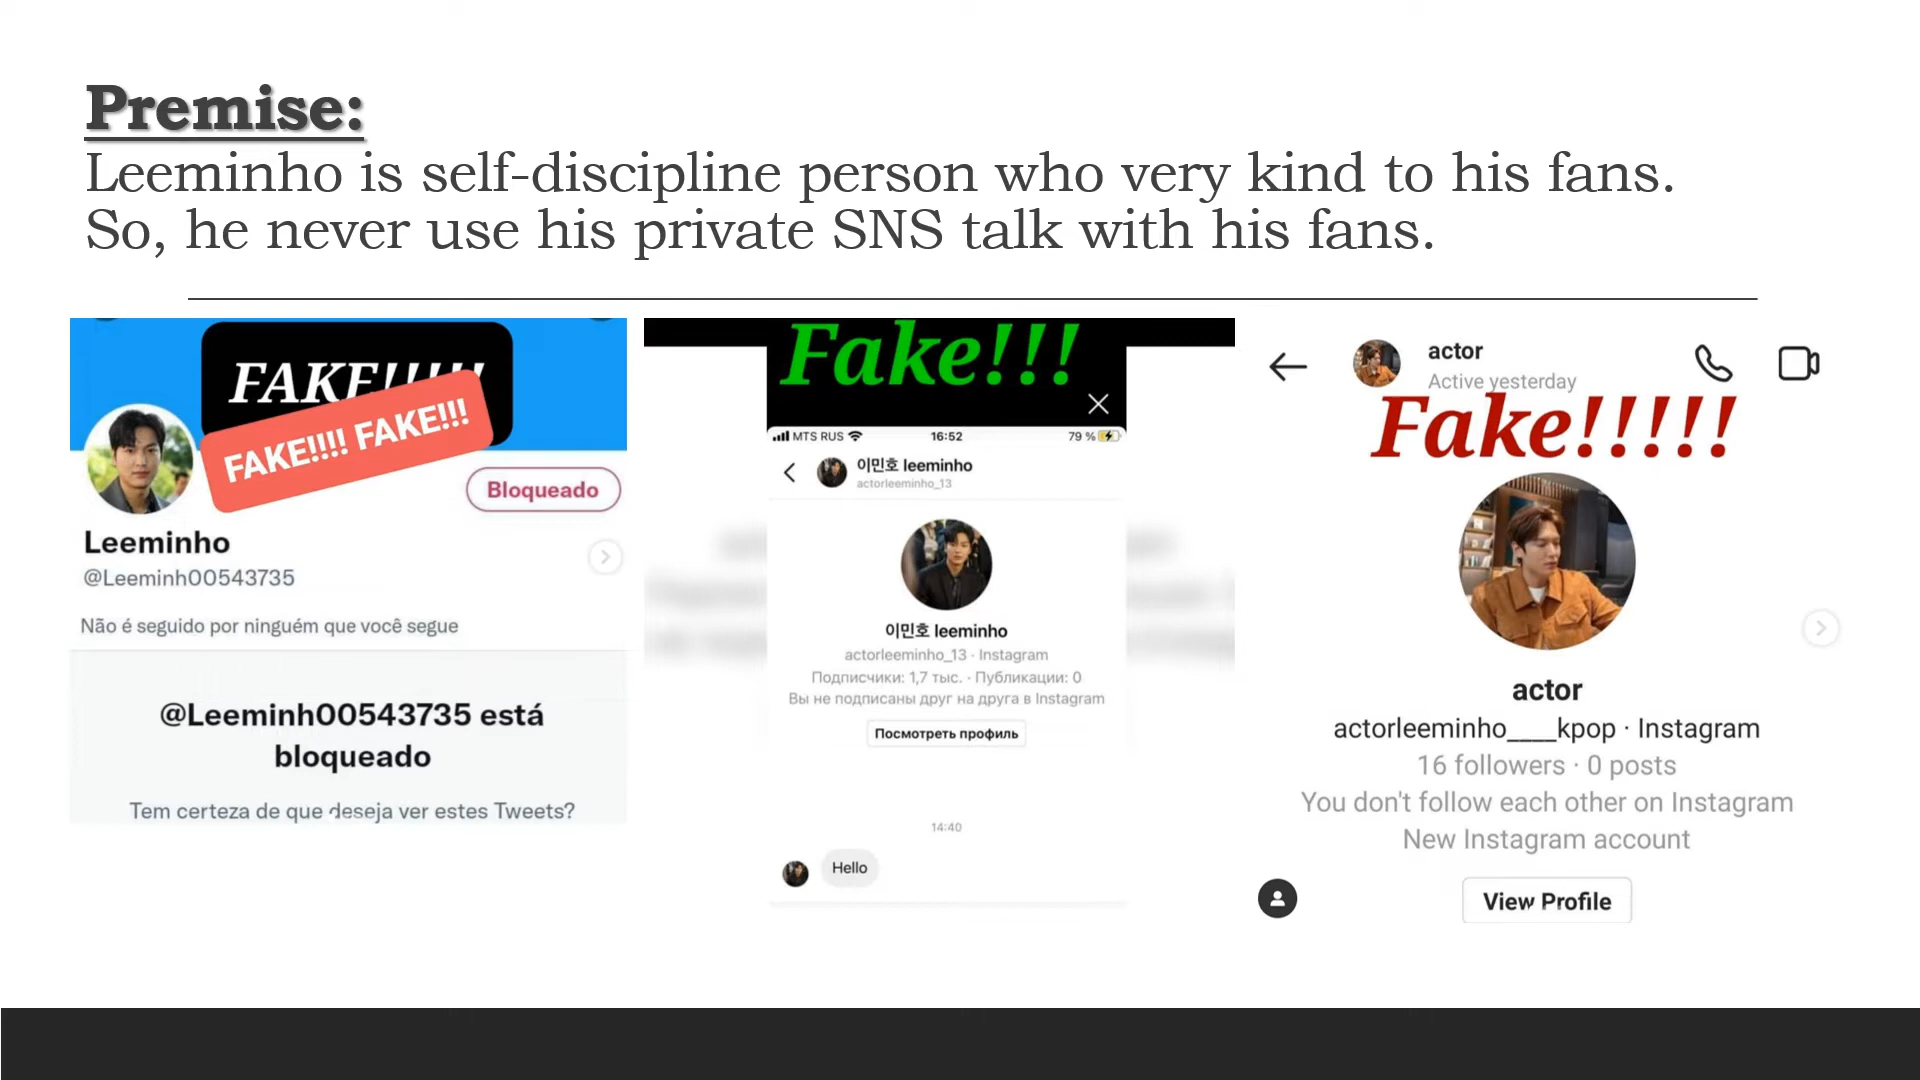 Premise:
Leeminho is self-discipline person who very kind to his fans.
So, he never use his private SNS talk with his fans.
FAKE!!!!!
FAKE!!!! FAKE!!!
Bloqueado
Leeminho
@Leeminh00543735
Não é seguido por ninguém que você segue
@Leeminh00543735 está
bloqueado
Tem certeza de que deseja ver estes Tweets?
Fake!!!
MTS RUS 16:52 79 %
이민호 leeminho
actorleeminho_13
이민호 leeminho
actorleeminho_13 · Instagram
Подписчики: 1,7 тыс. · Публикации: 0
Вы не подписаны друг на друга в Instagram
Посмотреть профиль
14:40
Hello
actor
Active yesterday
Fake!!!!!
actor
actorleeminho____kpop · Instagram
16 followers · 0 posts
You don't follow each other on Instagram
New Instagram account
View Profile